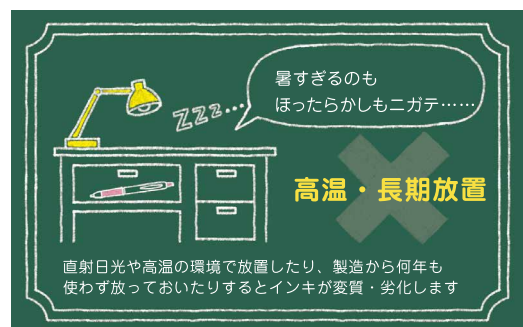 暑すぎるのも
ほったらかしもニガテ……
ZZZ…
高温・長期放置
直射日光や高温の環境で放置したり、製造から何年も
使わず放っておいたりするとインキが変質・劣化します